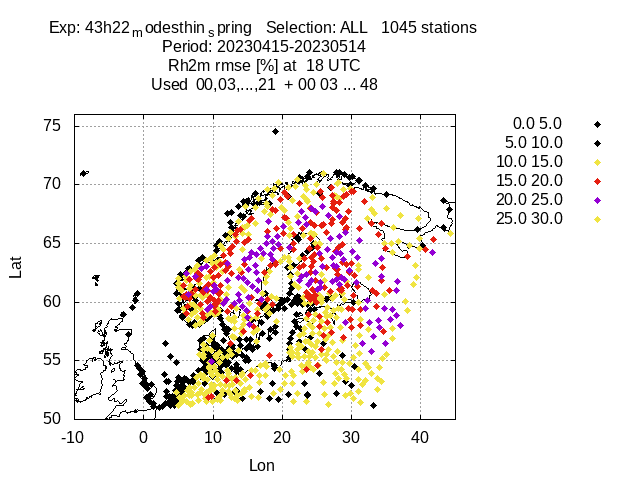 Exp: 43h22modesthinspring   Selection: ALL   1045 stations
Period: 20230415-20230514
Rh2m rmse [%] at  18 UTC
Used  00,03,...,21  + 00 03 ... 48
0.0 5.0
5.0 10.0
10.0 15.0
15.0 20.0
20.0 25.0
25.0 30.0
75
70
65
60
55
50
Lat
-10 0 10 20 30 40
Lon